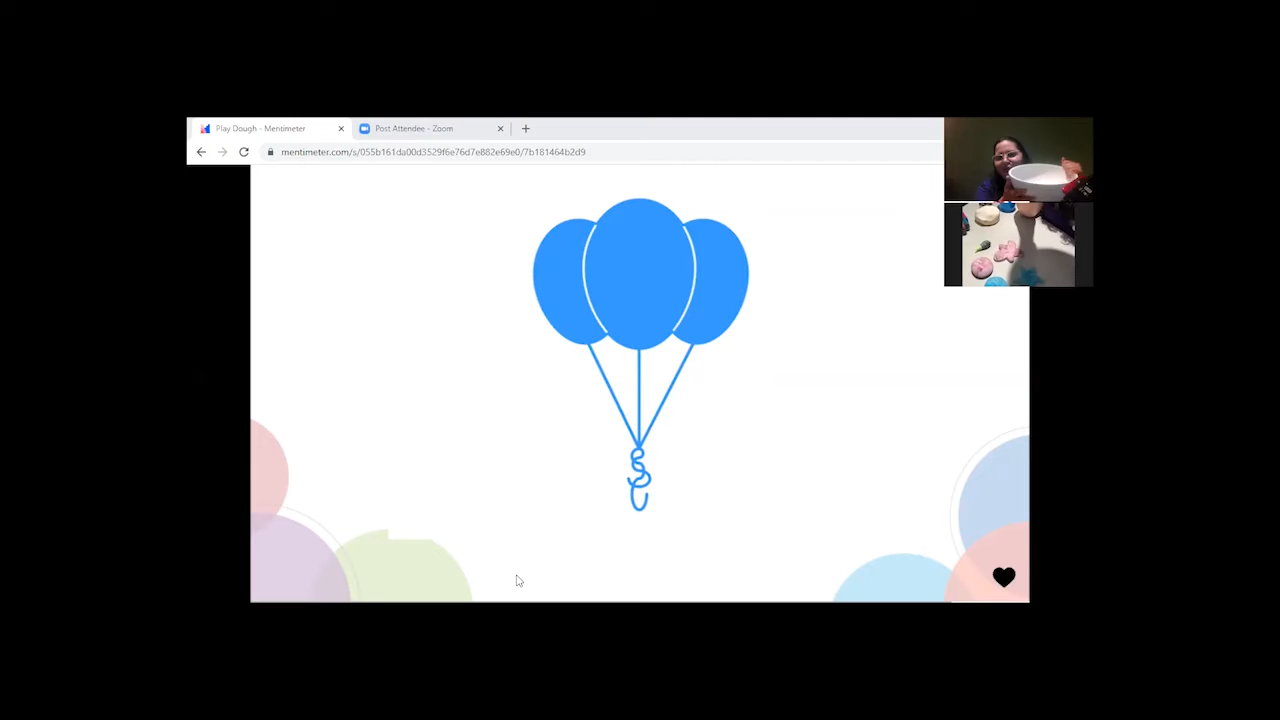 Play Dough - Mentimeter
Post Attendee - Zoom
mentimeter.com/s/055b161da00d3529f6e76d7e882e69e0/7b181464b2d9